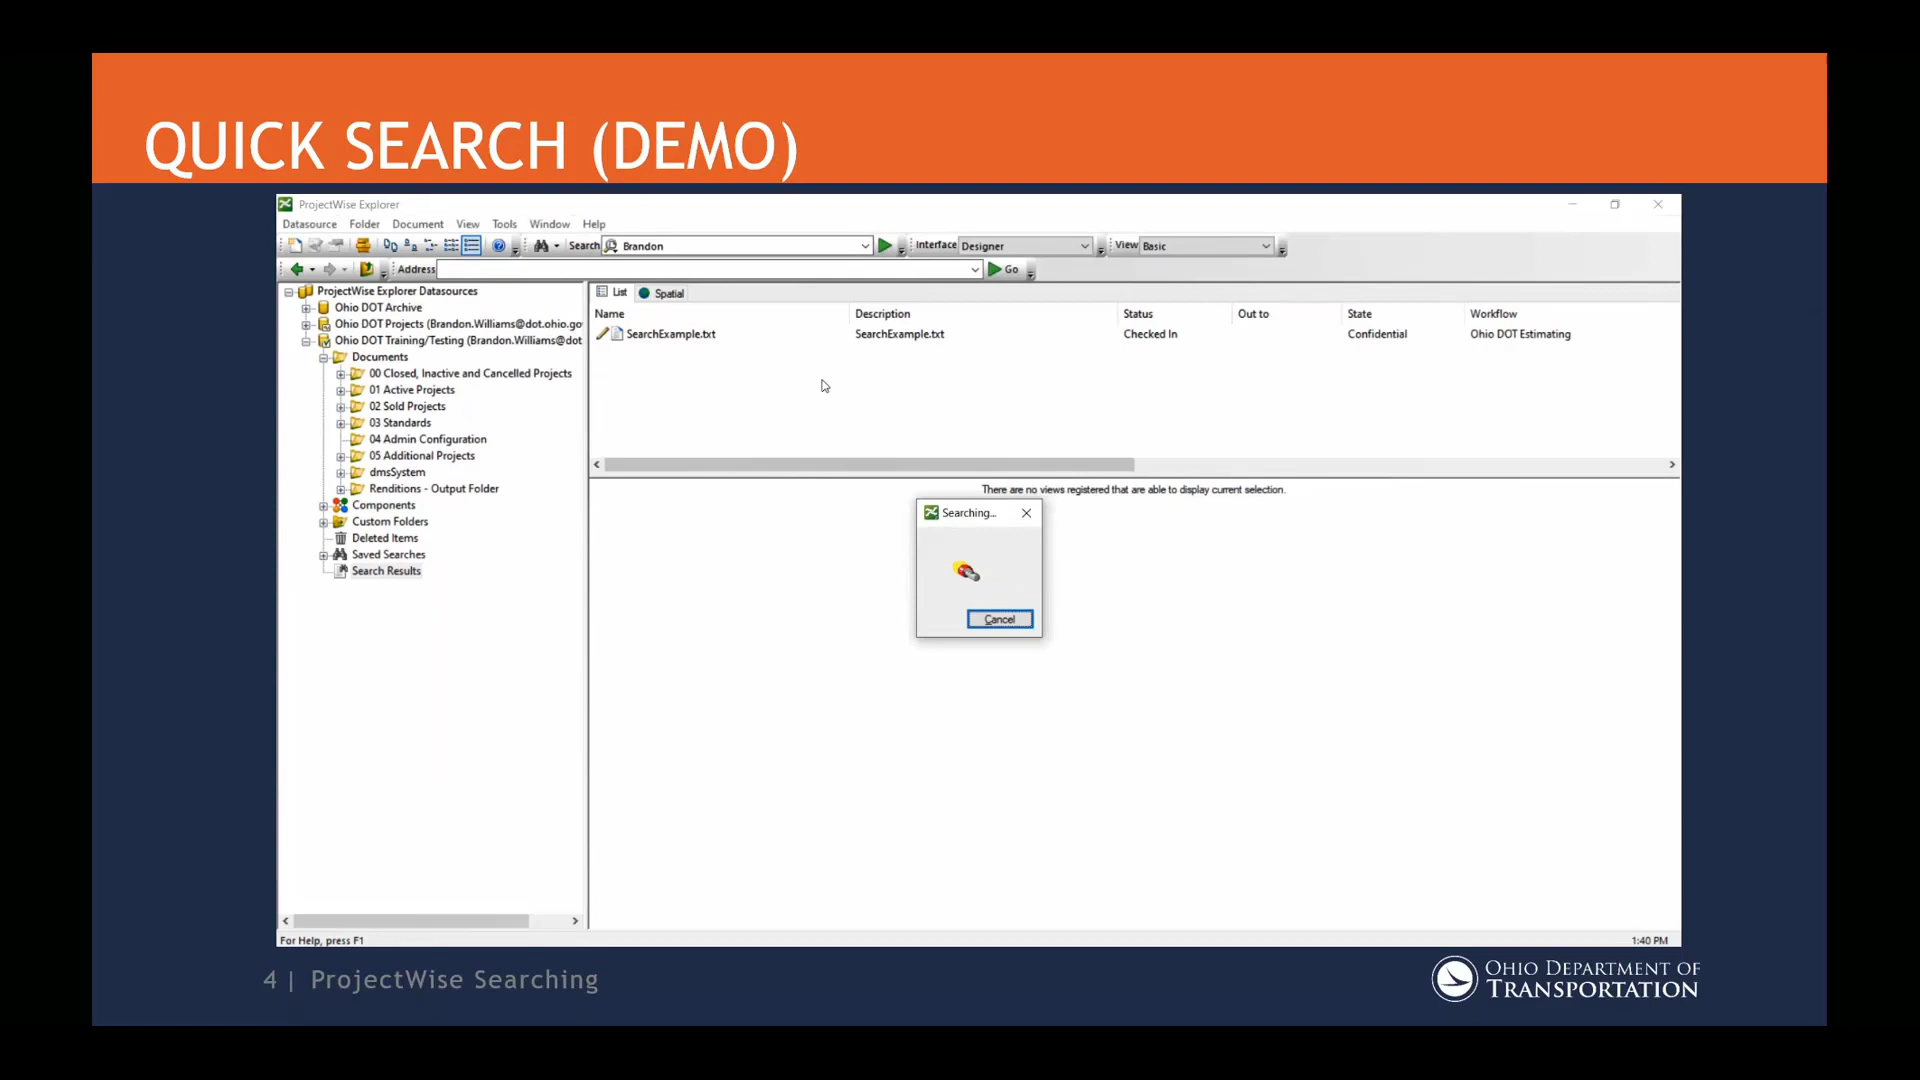 QUICK SEARCH (DEMO)
ProjectWise Explorer
Datasource Folder Document View Tools Window Help
Search Brandon Interface Designer View Basic
Address Go
ProjectWise Explorer Datasources
Ohio DOT Archive
Ohio DOT Projects (Brandon.Williams@dot.ohio.go
Ohio DOT Training/Testing (Brandon.Williams@dot
Documents
00 Closed, Inactive and Cancelled Projects
01 Active Projects
02 Sold Projects
03 Standards
04 Admin Configuration
05 Additional Projects
dmsSystem
Renditions - Output Folder
Components
Custom Folders
Deleted Items
Saved Searches
Search Results
List Spatial
Name Description Status Out to State Workflow
SearchExample.txt SearchExample.txt Checked In Confidential Ohio DOT Estimating
There are no views registered that are able to display current selection.
Searching...
Cancel
For Help, press F1 1:40 PM
4 | ProjectWise Searching
OHIO DEPARTMENT OF
TRANSPORTATION